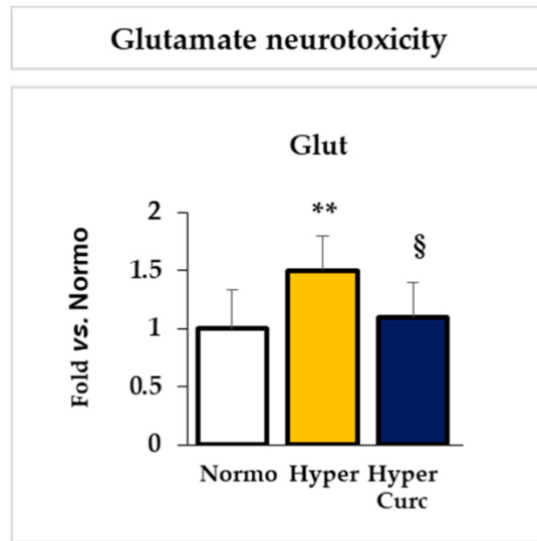 Glutamate neurotoxicity
Glut
**
§
Fold vs. Normo
2
1.5
1
0.5
0
Normo Hyper Hyper Curc